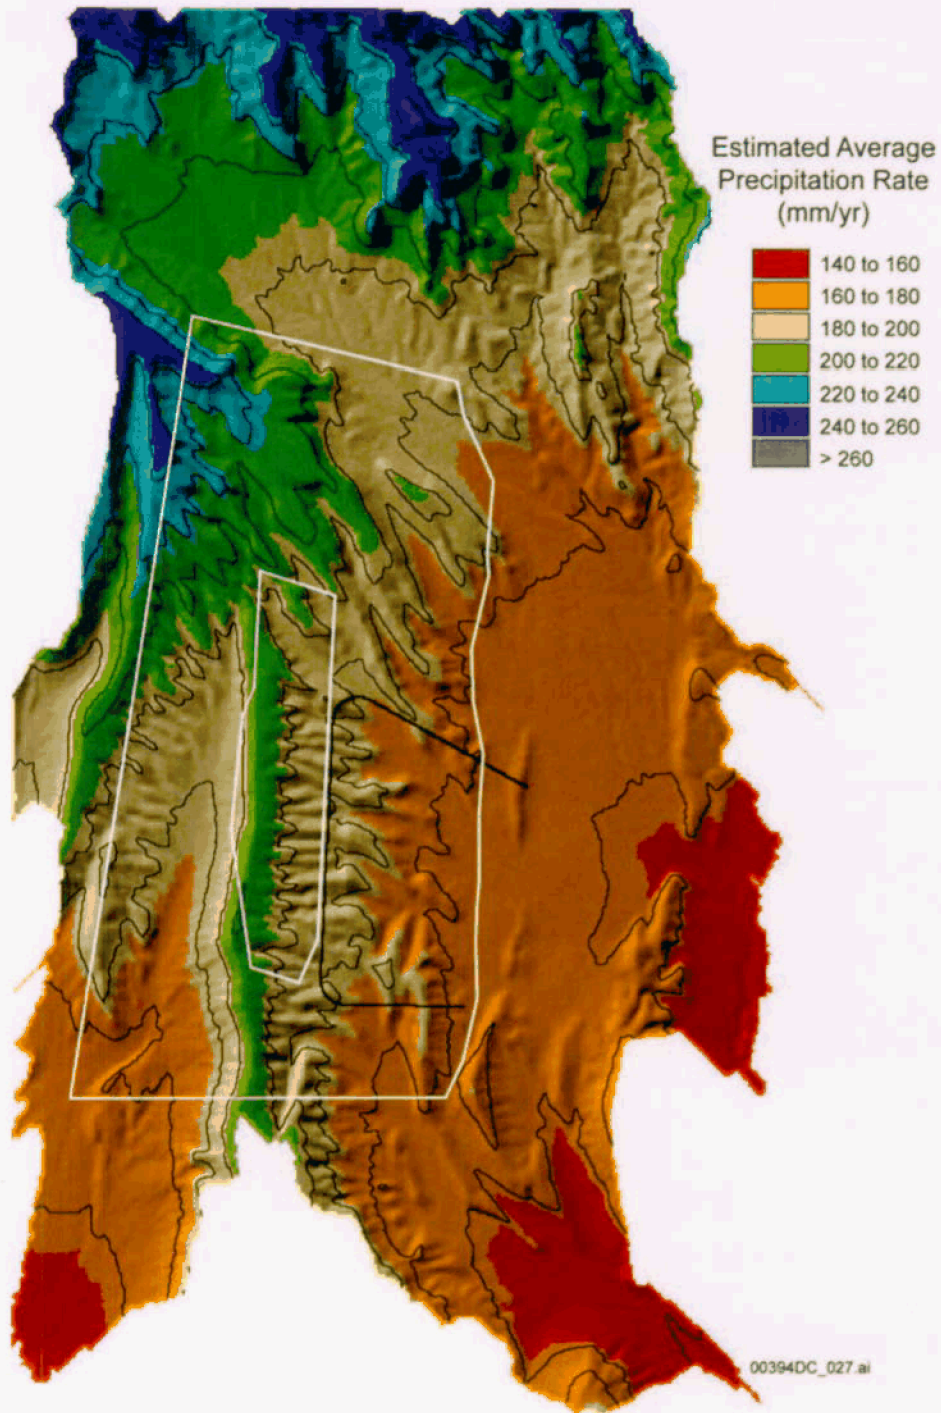 Estimated Average
Precipitation Rate
(mm/yr)
140 to 160
160 to 180
180 to 200
200 to 220
220 to 240
240 to 260
> 260
00394DC_027.ai